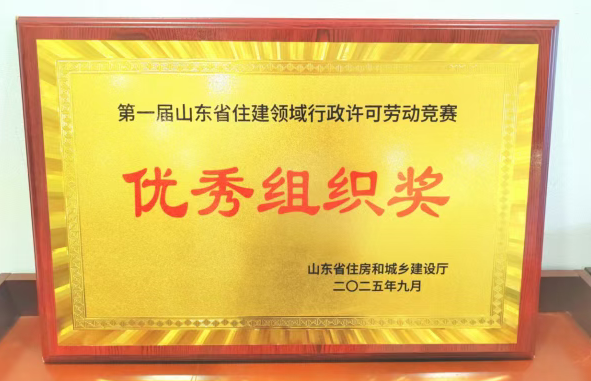 第一届山东省住建领域行政许可劳动竞赛
优秀组织奖
山东省住房和城乡建设厅
二〇二五年九月